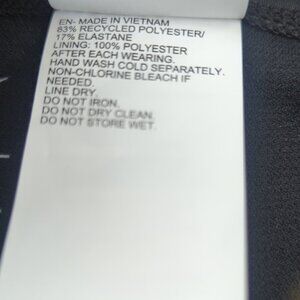 EN- MADE IN VIETNAM
83% RECYCLED POLYESTER/
17% ELASTANE
LINING: 100% POLYESTER
AFTER EACH WEARING.
HAND WASH COLD SEPARATELY.
NON-CHLORINE BLEACH IF
NEEDED.
LINE DRY.
DO NOT IRON.
DO NOT DRY CLEAN.
DO NOT STORE WET.